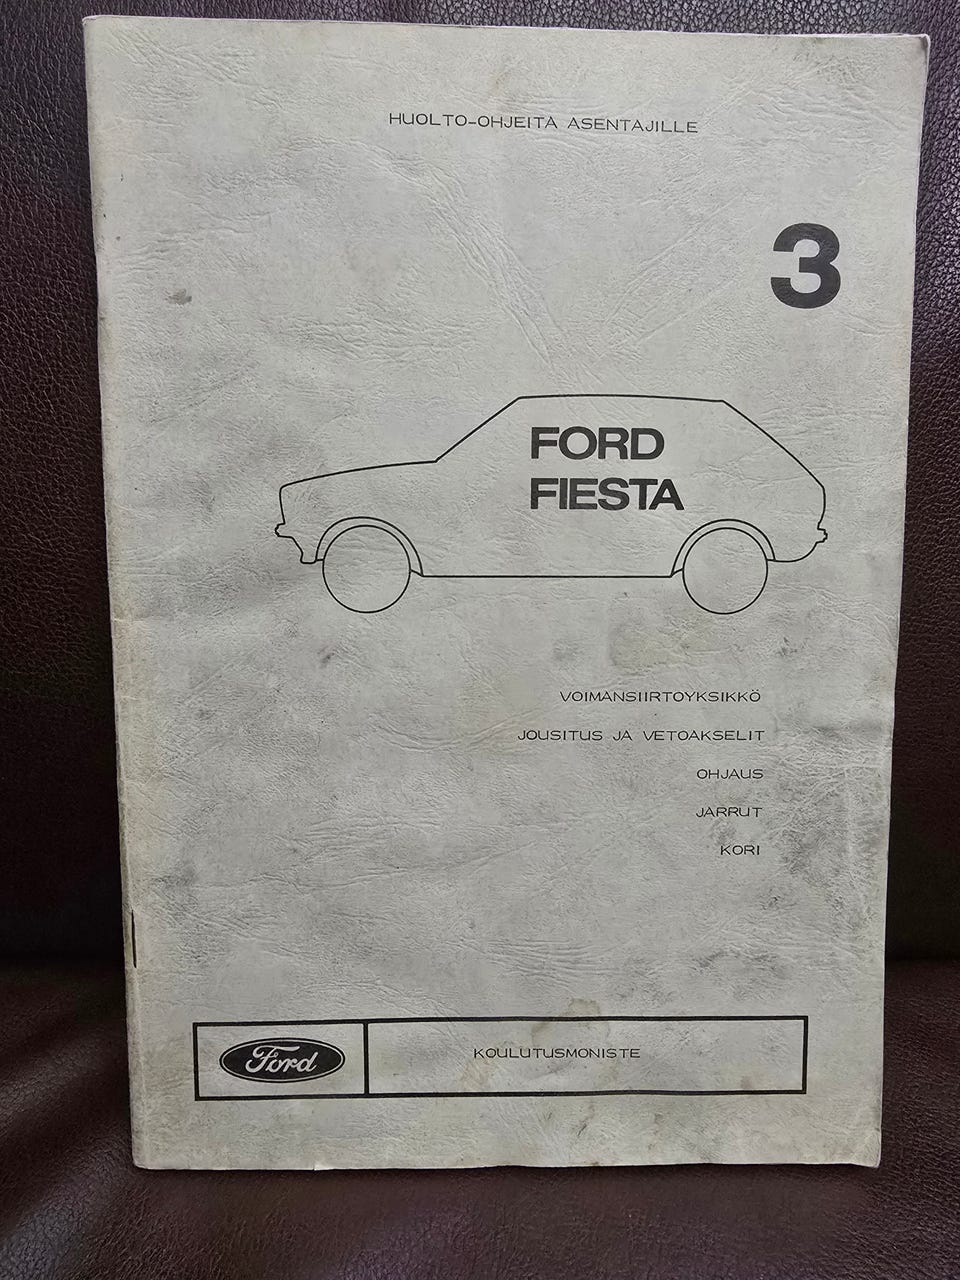 HUOLTO-OHJEITA ASENTAJILLE
3
FORD
FIESTA
VOIMANSIIRTOYKSIKKÖ
JOUSITUS JA VETOAKSELIT
OHJAUS
JARRUT
KORI
Ford
KOULUTUSMONISTE